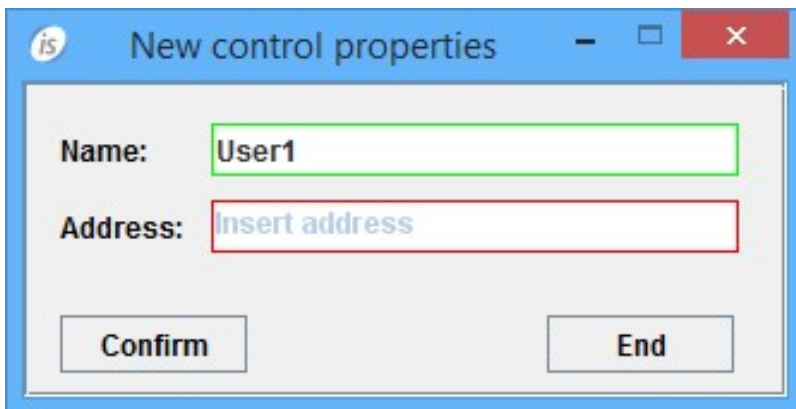 is New control properties
Name: User1
Address: Insert address
Confirm End